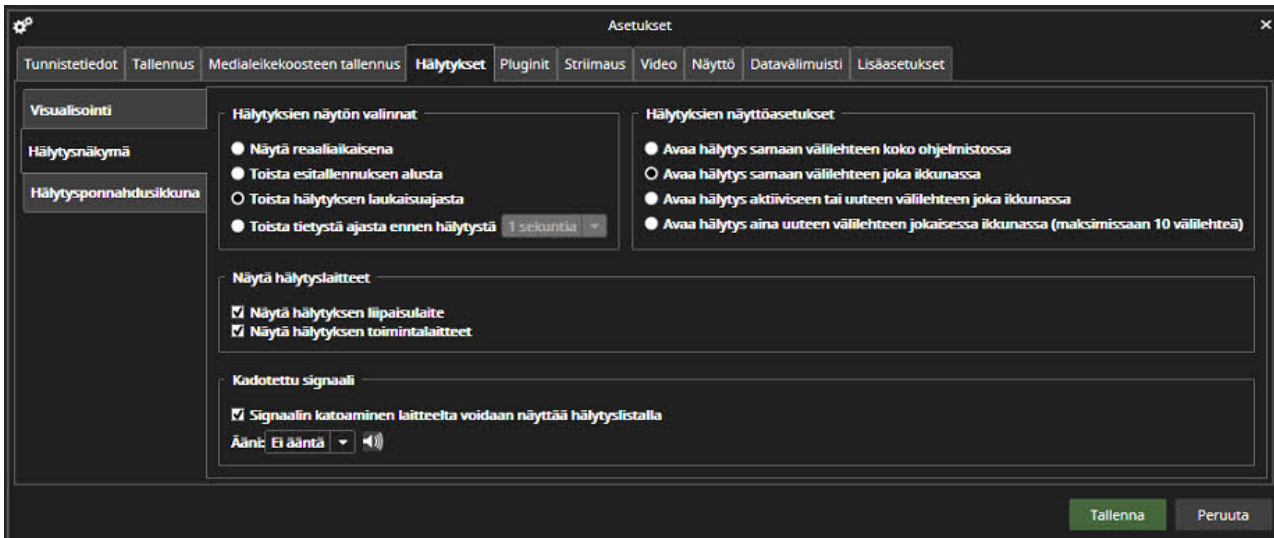 Asetukset
Tunnistetiedot Tallennus Medialeikekoosteen tallennus Hälytykset Pluginit Striimaus Video Näyttö Datavälimuisti Lisäasetukset
Visualisointi
Hälytysnäkymä
Hälytysponnahdusikkuna
Hälytyksien näytön valinnat
Näytä reaaliaikaisena
Toista esitallennuksen alusta
Toista hälytyksen laukaisuajasta
Toista tietystä ajasta ennen hälytystä 1 sekuntia
Hälytyksien näyttöasetukset
Avaa hälytys samaan välilehteen koko ohjelmistossa
Avaa hälytys samaan välilehteen joka ikkunassa
Avaa hälytys aktiiviseen tai uuteen välilehteen joka ikkunassa
Avaa hälytys aina uuteen välilehteen jokaisessa ikkunassa (maksimissaan 10 välilehteä)
Näytä hälytyslaitteet
Näytä hälytyksen liipaisulaite
Näytä hälytyksen toimintalaitteet
Kadotettu signaali
Signaalin katoaminen laitteelta voidaan näyttää hälytyslistalla
Ääni: Ei ääntä
Tallenna Peruuta